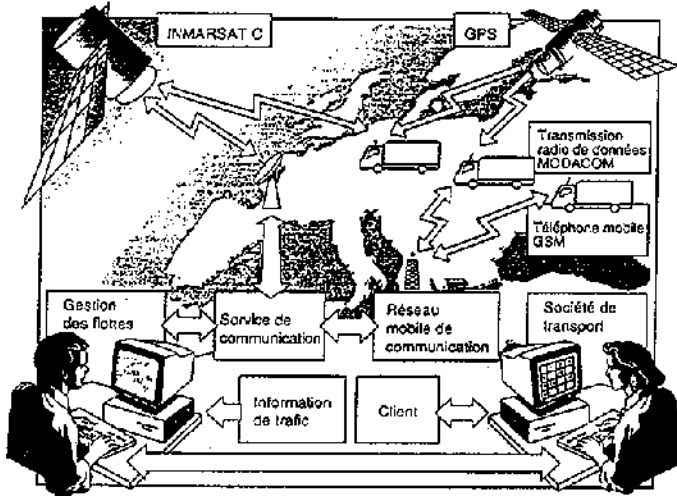 INMARSAT C
GPS
Transmission
radio de données
MODACOM
Téléphone mobile
GSM
Gestion
des flottes
Service de
communication
Réseau
mobile de
communication
Société de
transport
Information
de trafic
Client